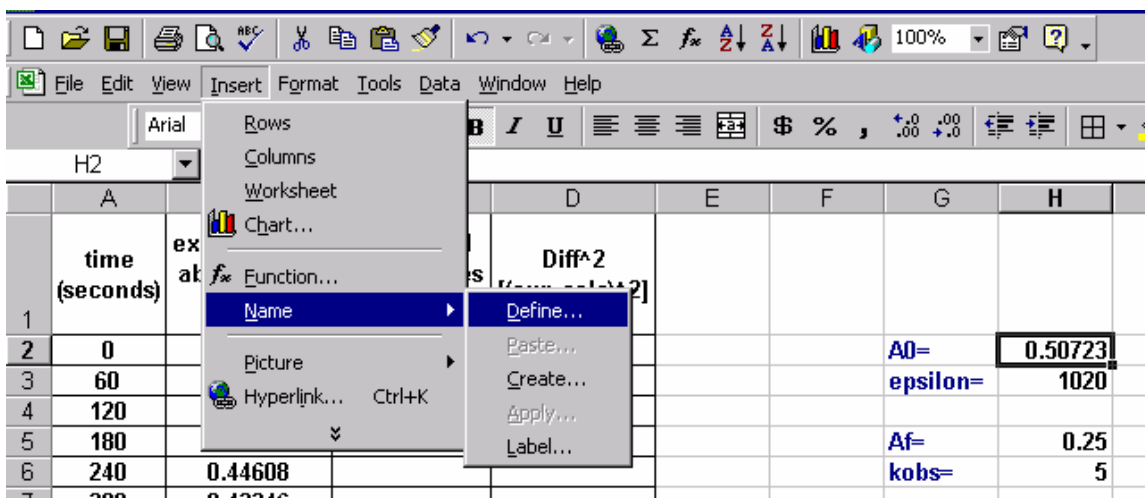 100%
File Edit View Insert Format Tools Data Window Help
Arial B I U $ % ,
H2
Rows
Columns
Worksheet
Chart...
Function...
Name
Picture
Hyperlink... Ctrl+K
Define...
Paste...
Create...
Apply...
Label...
A D E F G H
time
(seconds)
Diff^2
1
2 0 A0= 0.50723
3 60 epsilon= 1020
4 120
5 180 Af= 0.25
6 240 0.44608 kobs= 5